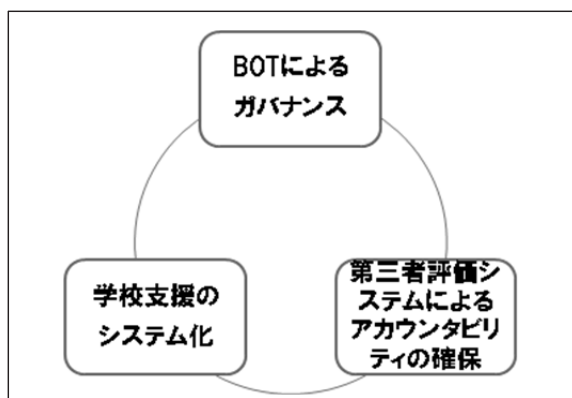 BOTによる
ガバナンス
学校支援の
システム化
第三者評価シ
ステムによる
アカウンタビリ
ティの確保